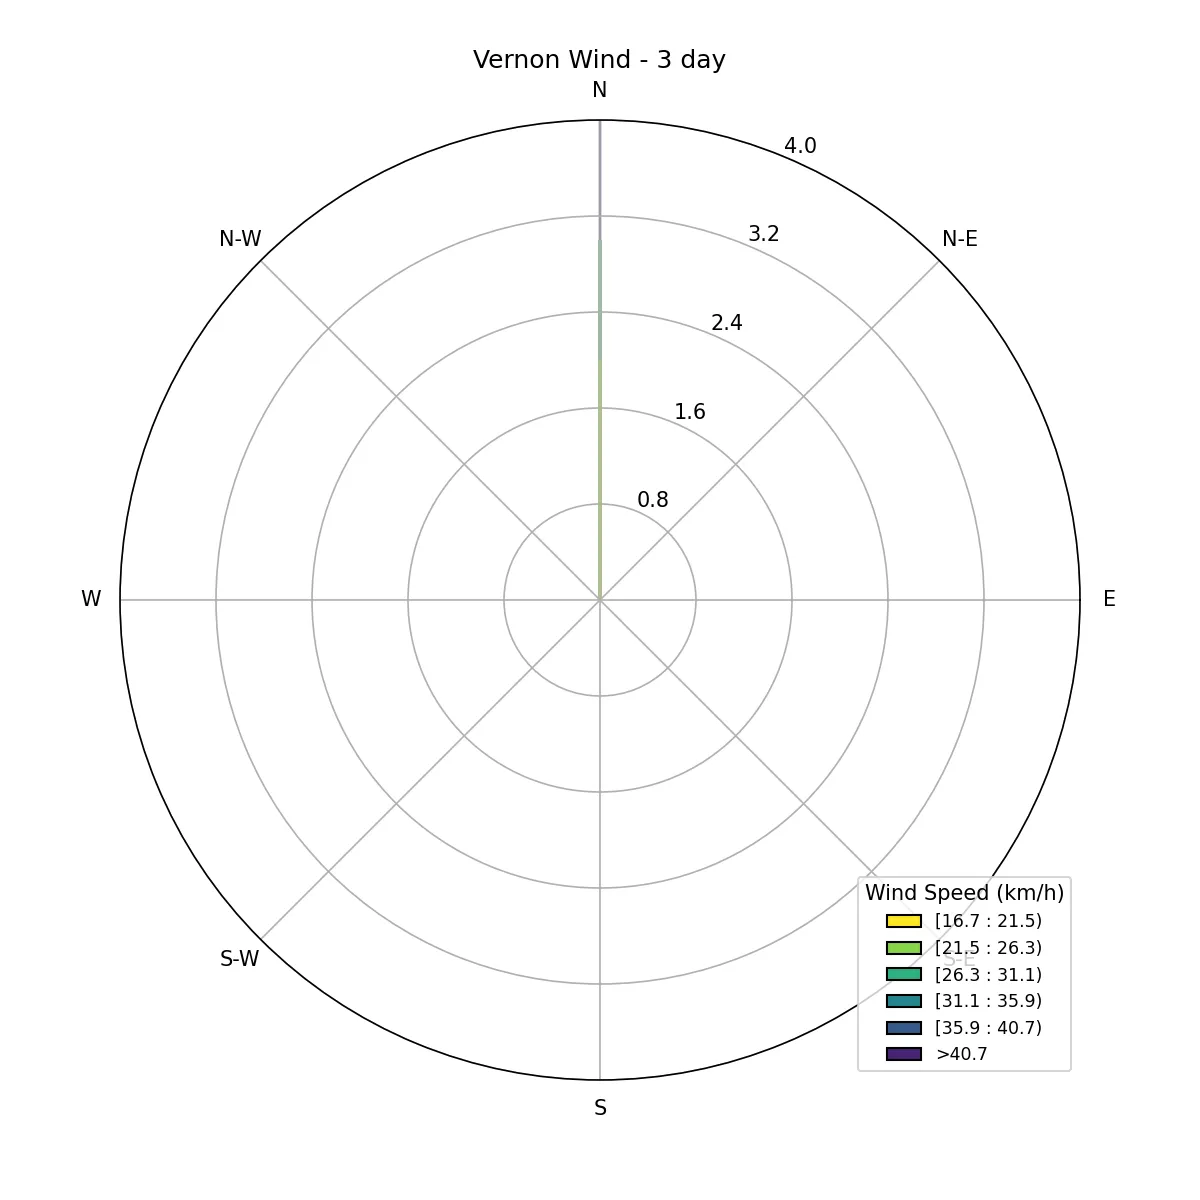 Vernon Wind - 3 day
N
4.0
N-W
3.2
N-E
2.4
1.6
0.8
W
E
Wind Speed (km/h)
[16.7 : 21.5)
[21.5 : 26.3)
S-W
S-E
[26.3 : 31.1)
[31.1 : 35.9)
[35.9 : 40.7)
>40.7
S